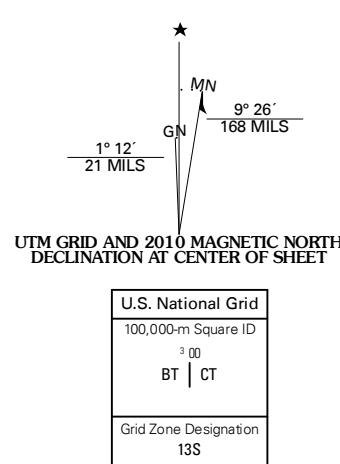 ★
MN
9° 26´
168 MILS
GN
1° 12´
21 MILS
UTM GRID AND 2010 MAGNETIC NORTH
DECLINATION AT CENTER OF SHEET
U.S. National Grid
100,000-m Square ID
3 00
BT | CT
Grid Zone Designation
13S